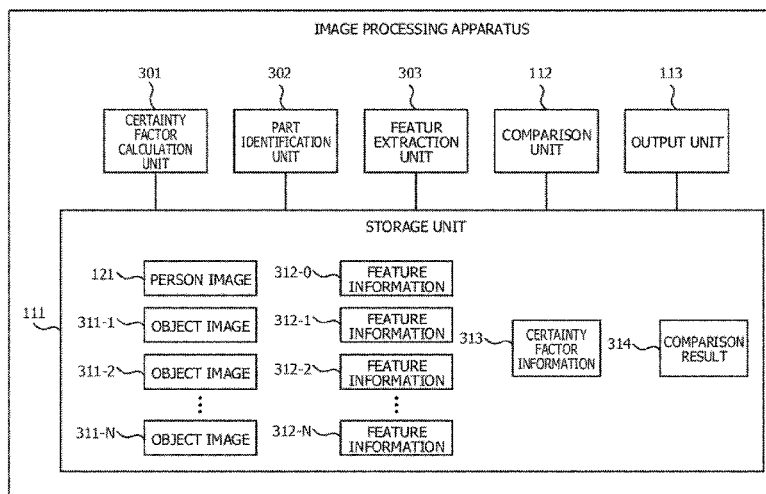 IMAGE PROCESSING APPARATUS
301
302
303
112
113
CERTAINTY
FACTOR
CALCULATION
UNIT
PART
IDENTIFICATION
UNIT
FEATUR
EXTRACTION
UNIT
COMPARISON
UNIT
OUTPUT UNIT
STORAGE UNIT
111
121
PERSON IMAGE
311-1
OBJECT IMAGE
311-2
OBJECT IMAGE
311-N
OBJECT IMAGE
312-0
FEATURE
INFORMATION
312-1
FEATURE
INFORMATION
312-2
FEATURE
INFORMATION
312-N
FEATURE
INFORMATION
313
CERTAINTY
FACTOR
INFORMATION
314
COMPARISON
RESULT